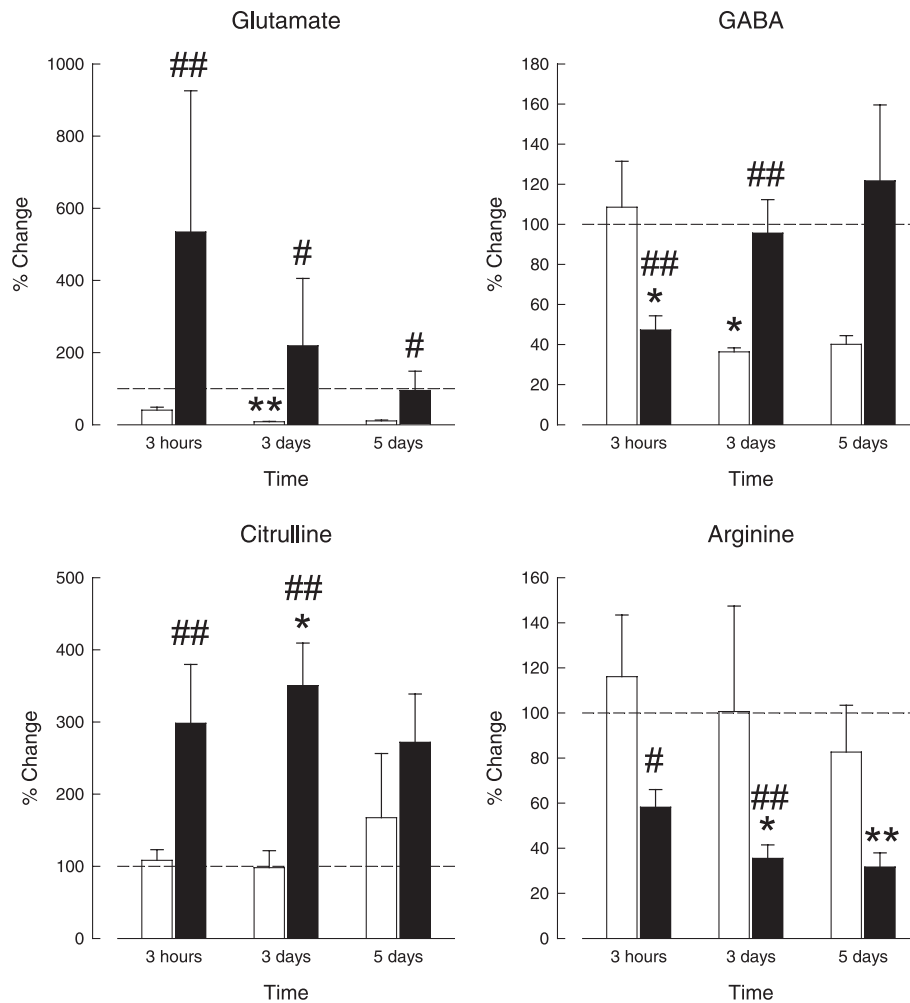 Glutamate
1000
800
600
400
200
0
% Change
##
**
#
#
3 hours
3 days
5 days
Time
GABA
180
160
140
120
100
80
60
40
20
0
% Change
##
*
*
##
3 hours
3 days
5 days
Time
Citrulline
500
400
300
200
100
0
% Change
##
##
*
3 hours
3 days
5 days
Time
Arginine
160
140
120
100
80
60
40
20
0
% Change
#
##
*
**
3 hours
3 days
5 days
Time